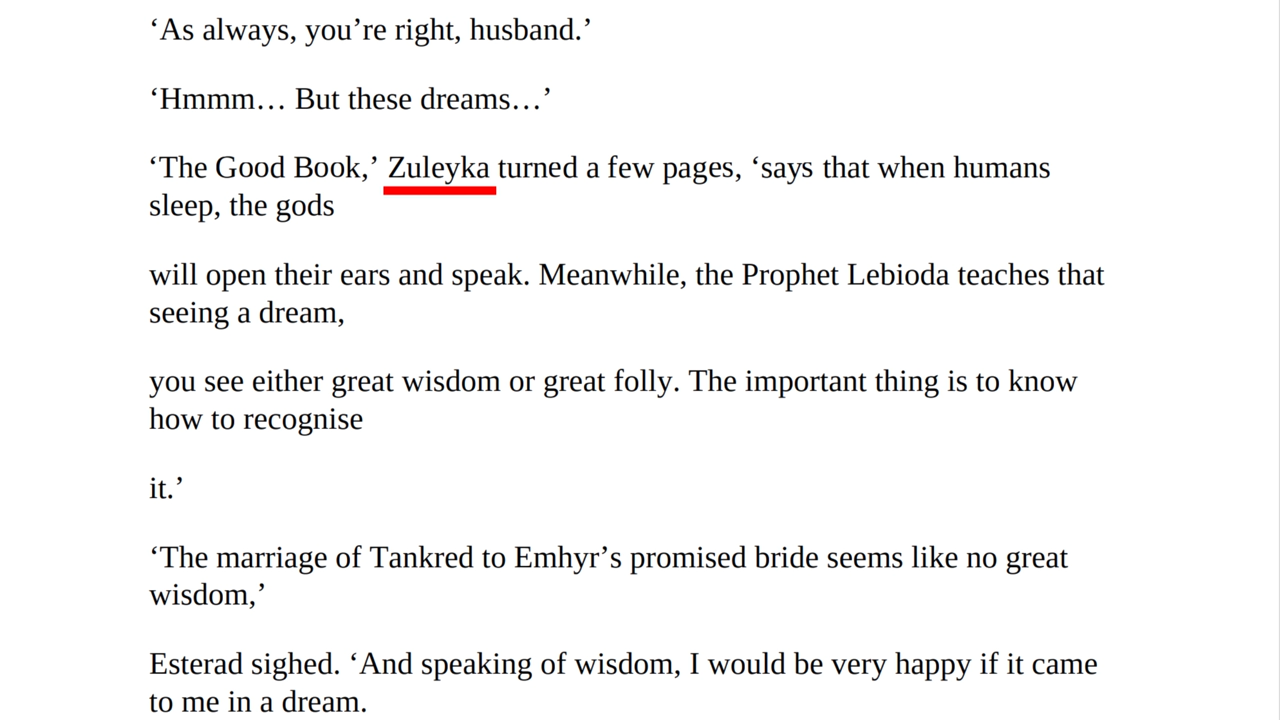 ‘As always, you’re right, husband.’
‘Hmmm… But these dreams…’
‘The Good Book,’ Zuleyka turned a few pages, ‘says that when humans
sleep, the gods
will open their ears and speak. Meanwhile, the Prophet Lebioda teaches that
seeing a dream,
you see either great wisdom or great folly. The important thing is to know
how to recognise
it.’
‘The marriage of Tankred to Emhyr’s promised bride seems like no great
wisdom,’
Esterad sighed. ‘And speaking of wisdom, I would be very happy if it came
to me in a dream.